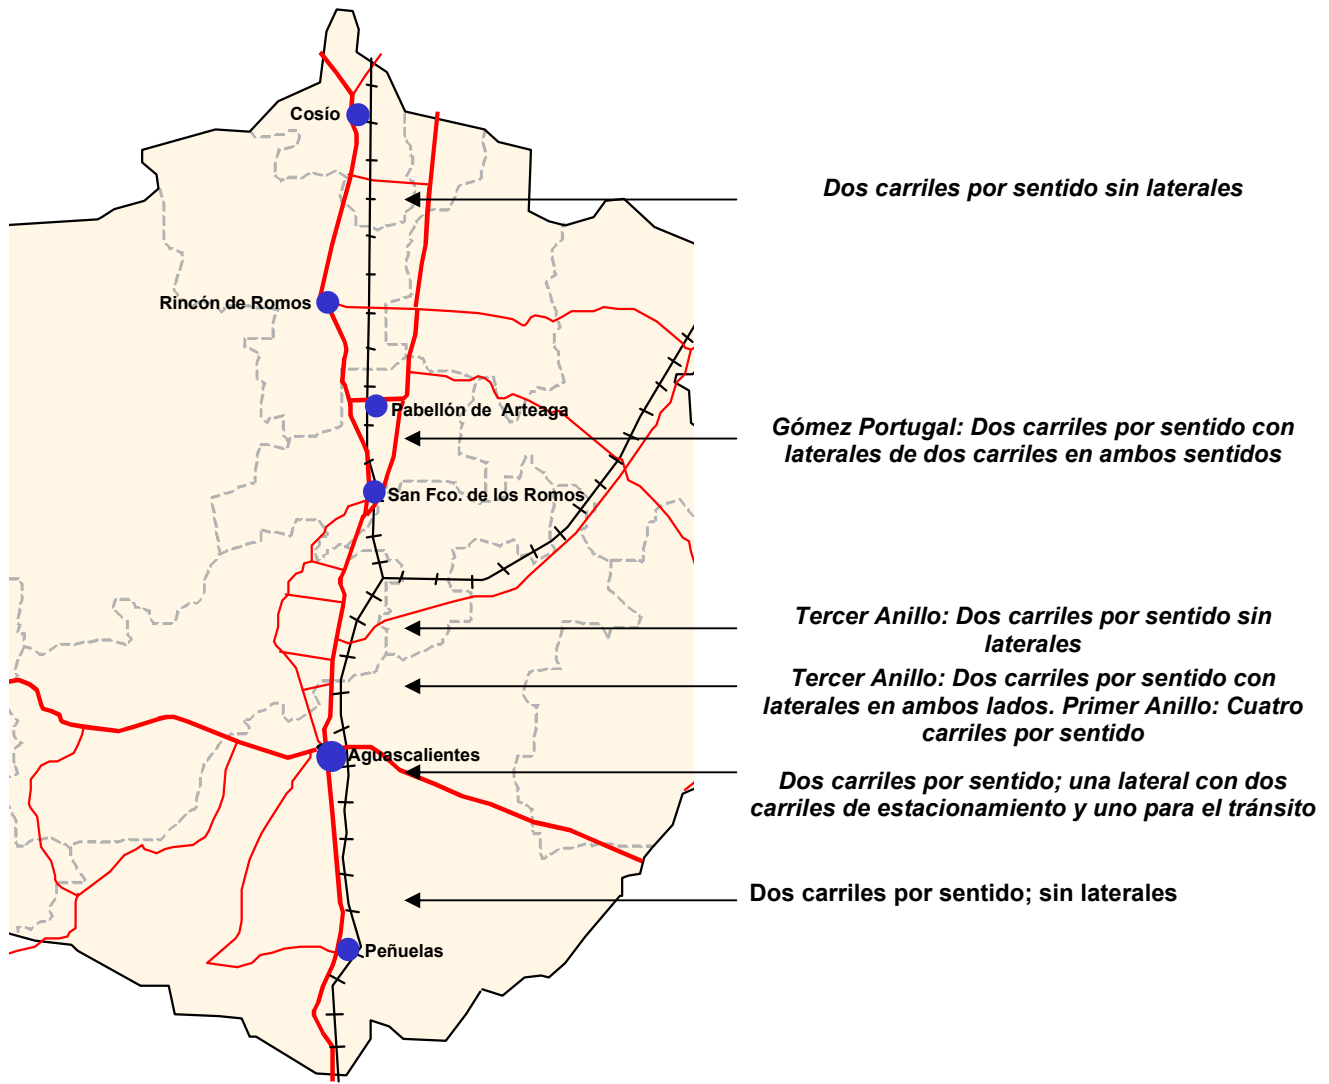 Cosío
Dos carriles por sentido sin laterales
Rincón de Romos
Pabellón de Arteaga
Gómez Portugal: Dos carriles por sentido con
laterales de dos carriles en ambos sentidos
San Fco. de los Romos
Tercer Anillo: Dos carriles por sentido sin
laterales
Tercer Anillo: Dos carriles por sentido con
laterales en ambos lados. Primer Anillo: Cuatro
carriles por sentido
Aguascalientes
Dos carriles por sentido; una lateral con dos
carriles de estacionamiento y uno para el tránsito
Dos carriles por sentido; sin laterales
Peñuelas